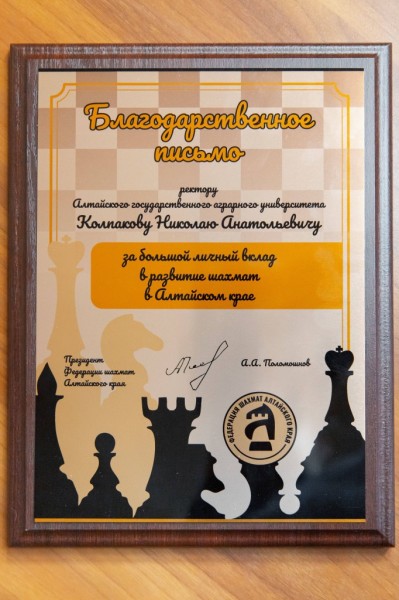 Благодарственное
письмо
ректору
Алтайского государственного аграрного университета
Колпакову Николаю Анатольевичу
за большой личный вклад
в развитие шахмат
в Алтайском крае
Президент
Федерации шахмат
Алтайского края
А.А. Поломошнов
ФЕДЕРАЦИЯ ШАХМАТ АЛТАЙСКОГО КРАЯ